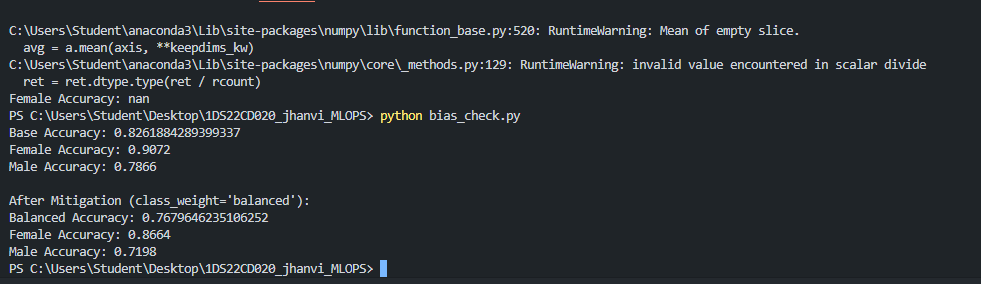 C:\Users\Student\anaconda3\Lib\site-packages\numpy\lib\function_base.py:520: RuntimeWarning: Mean of empty slice.
  avg = a.mean(axis, **keepdims_kw)
C:\Users\Student\anaconda3\Lib\site-packages\numpy\core\_methods.py:129: RuntimeWarning: invalid value encountered in scalar divide
  ret = ret.dtype.type(ret / rcount)
Female Accuracy: nan
PS C:\Users\Student\Desktop\1DS22CD020_jhanvi_MLOPS> python bias_check.py
Base Accuracy: 0.8261884289399337
Female Accuracy: 0.9072
Male Accuracy: 0.7866

After Mitigation (class_weight='balanced'):
Balanced Accuracy: 0.7679646235106252
Female Accuracy: 0.8664
Male Accuracy: 0.7198
PS C:\Users\Student\Desktop\1DS22CD020_jhanvi_MLOPS>